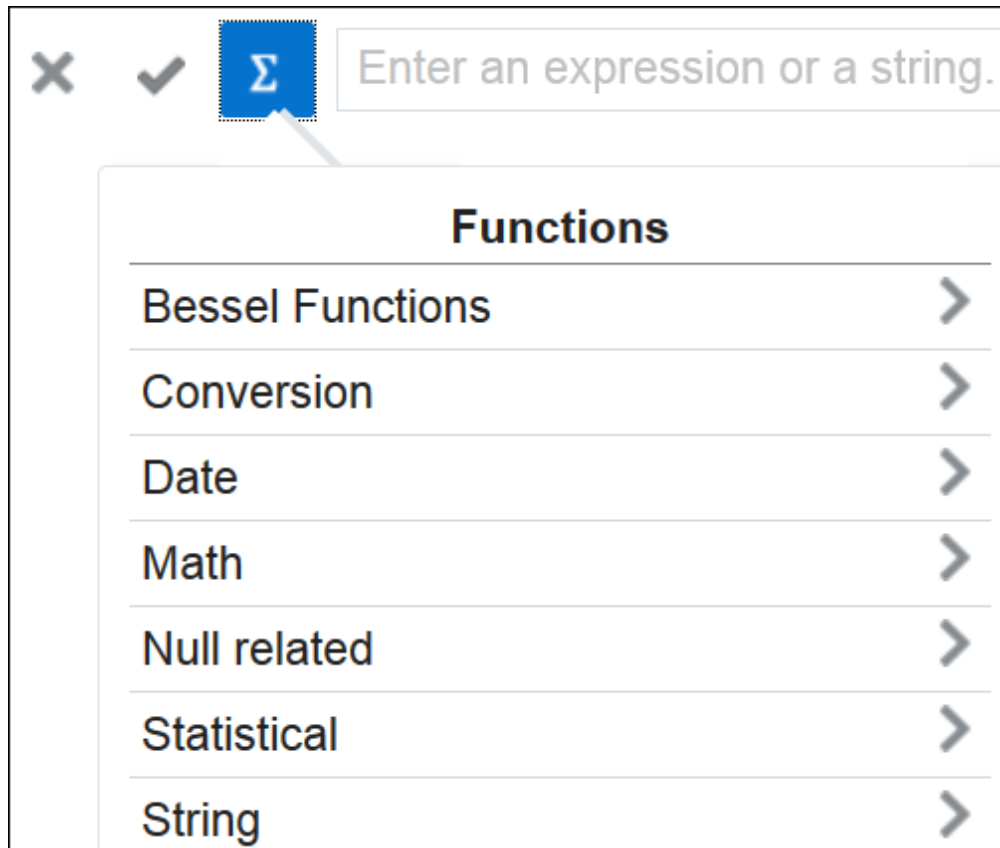 Σ Enter an expression or a string.
Functions
Bessel Functions
Conversion
Date
Math
Null related
Statistical
String